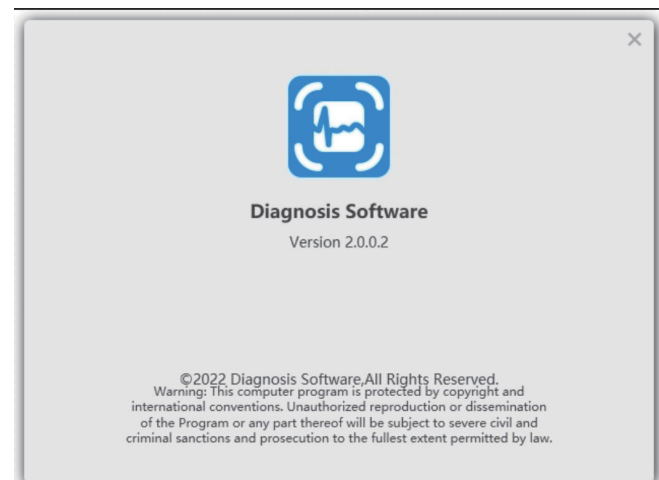 Diagnosis Software
Version 2.0.0.2
©2022 Diagnosis Software,All Rights Reserved.
Warning: This computer program is protected by copyright and
international conventions. Unauthorized reproduction or dissemination
of the Program or any part thereof will be subject to severe civil and
criminal sanctions and prosecution to the fullest extent permitted by law.